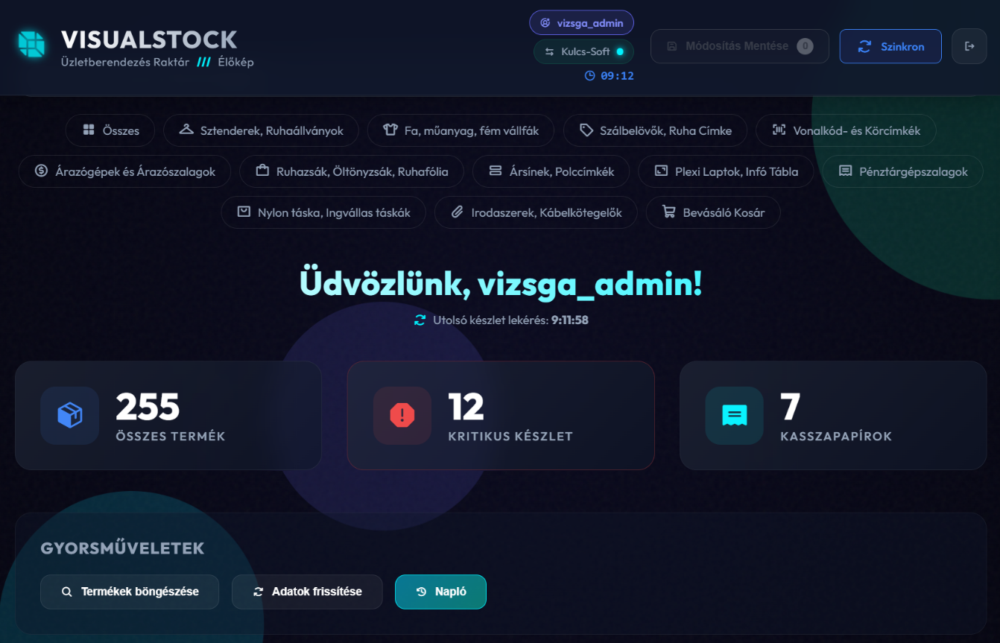 VISUALSTOCK
Üzletberendezés Raktár /// Élőkép
vizsga_admin
Kulcs-Soft
09:12
Módosítás Mentése 0
Szinkron
Összes
Sztenderek, Ruhaállványok
Fa, műanyag, fém vállfák
Szálbelövők, Ruha Címke
Vonalkód- és Körcímkék
Árazógépek és Árazószalagok
Ruhazsák, Öltönyzsák, Ruhafólia
Ársínek, Polccímkék
Plexi Laptok, Infó Tábla
Pénztárgépszalagok
Nylon táska, Ingvállas táskák
Irodaszerek, Kábelkötegelők
Bevásáló Kosár
Üdvözlünk, vizsga_admin!
Utolsó készlet lekérés: 9:11:58
255
ÖSSZES TERMÉK
12
KRITIKUS KÉSZLET
7
KASSZAPAPÍROK
GYORSMŰVELETEK
Termékek böngészése
Adatok frissítése
Napló